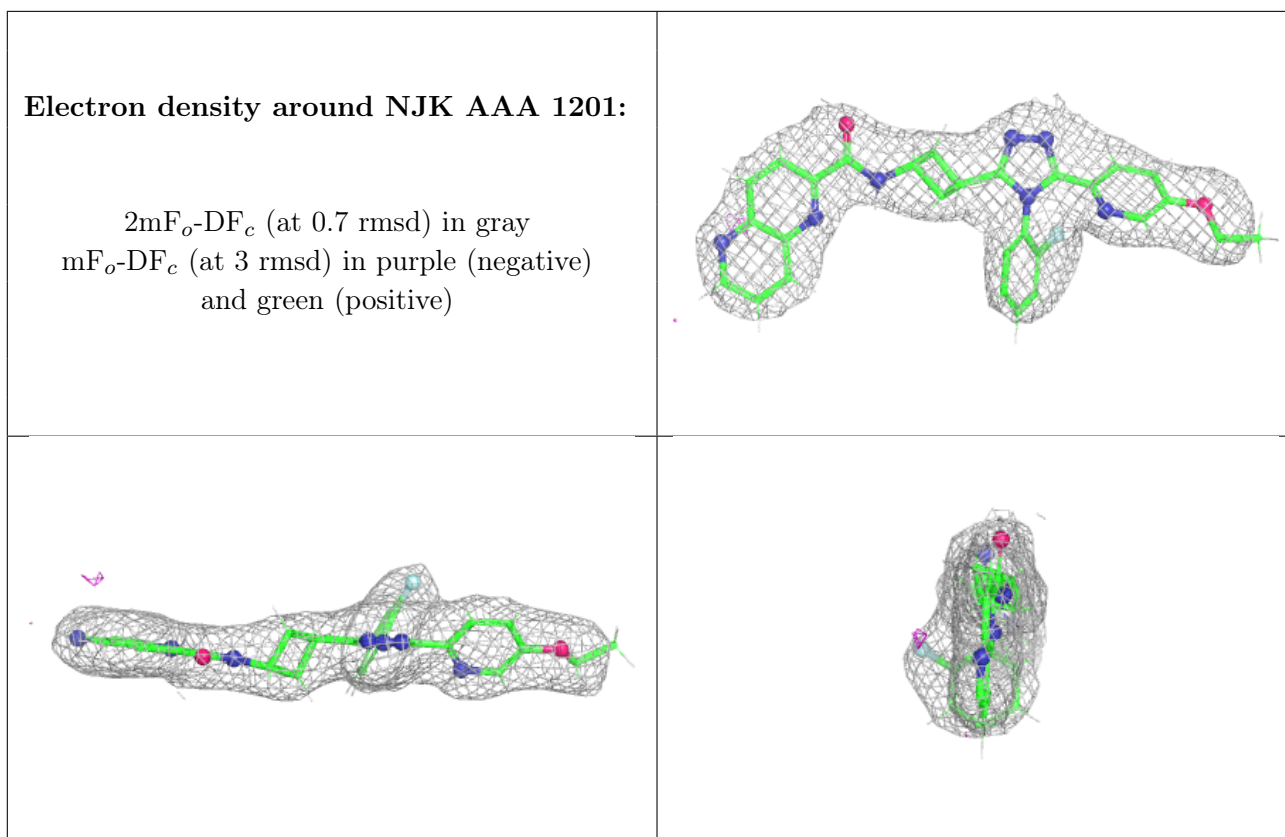 Electron density around NJK AAA 1201:
2mFo-DFc (at 0.7 rmsd) in gray
mFo-DFc (at 3 rmsd) in purple (negative)
and green (positive)